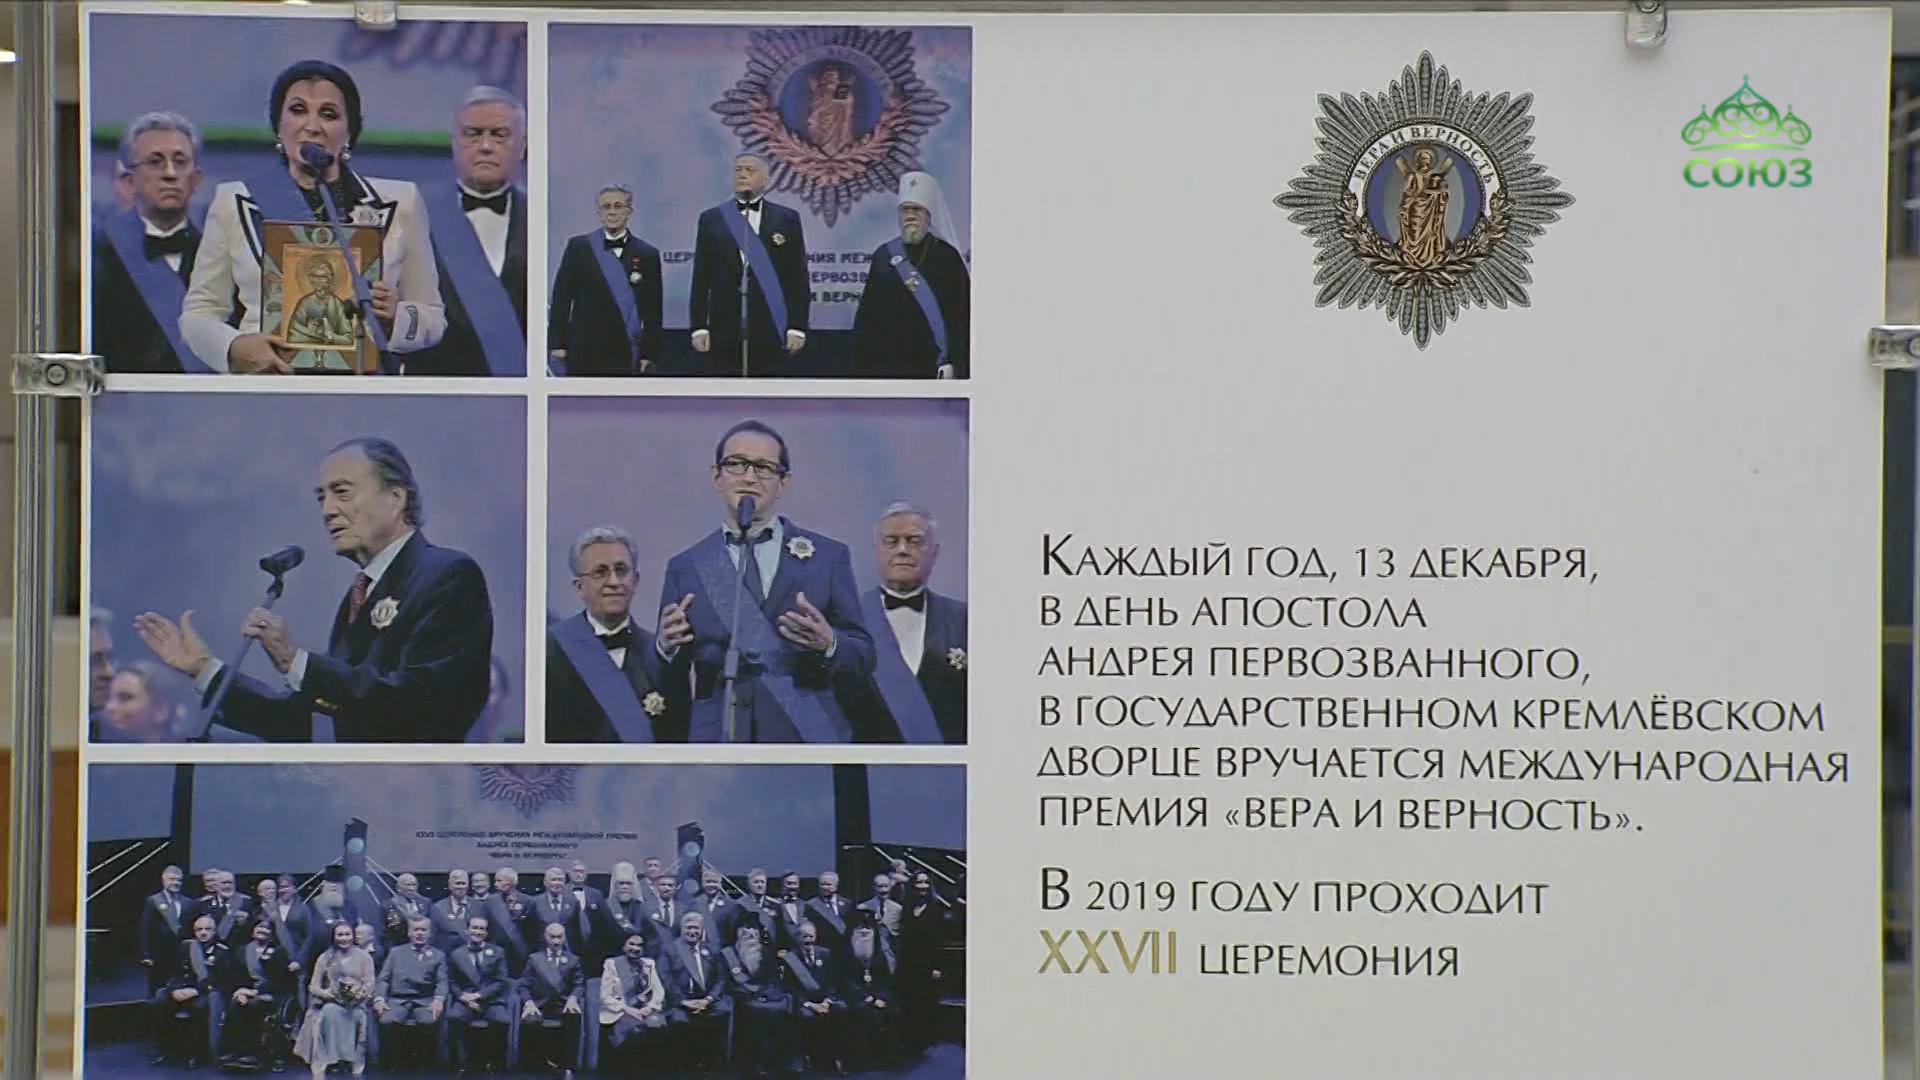 ВЕРА И ВЕРНОСТЬ
СОЮЗ
КАЖДЫЙ ГОД, 13 ДЕКАБРЯ,
В ДЕНЬ АПОСТОЛА
АНДРЕЯ ПЕРВОЗВАННОГО,
В ГОСУДАРСТВЕННОМ КРЕМЛЁВСКОМ
ДВОРЦЕ ВРУЧАЕТСЯ МЕЖДУНАРОДНАЯ
ПРЕМИЯ «ВЕРА И ВЕРНОСТЬ».
В 2019 ГОДУ ПРОХОДИТ
XXVII ЦЕРЕМОНИЯ